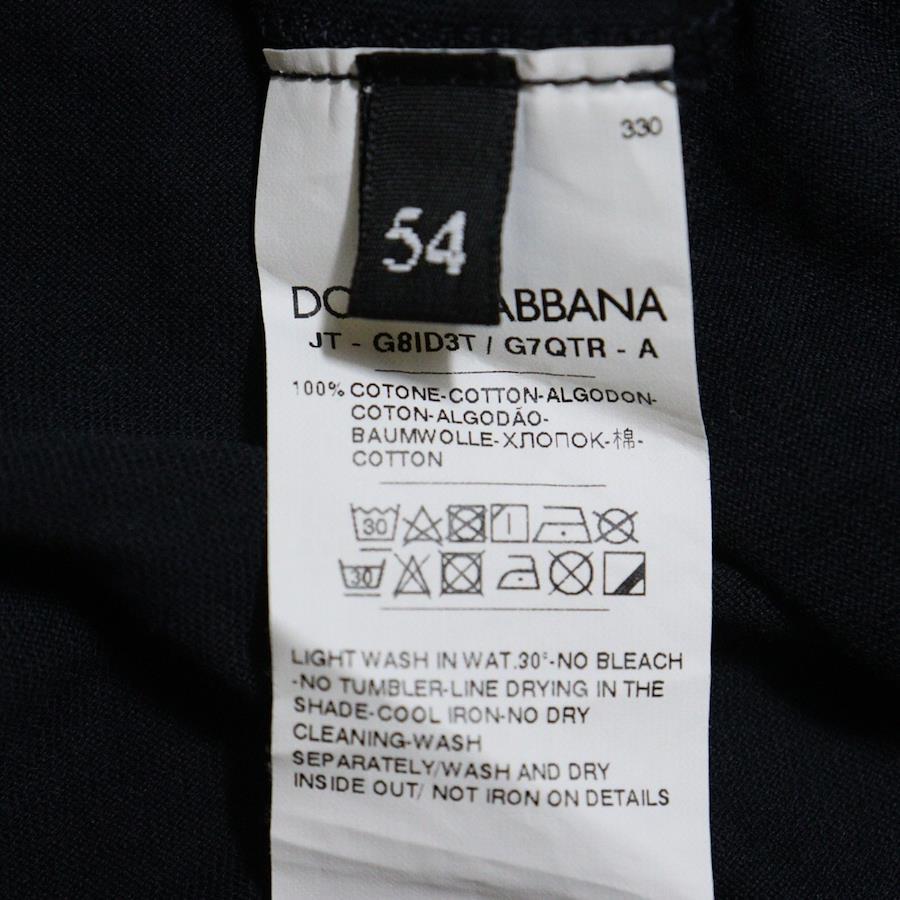 330
54
JT - G8ID3T / G7QTR - A
100% COTONE-COTTON-ALGODON-
COTON-ALGODÃO-
BAUMWOLLE-ХЛОПОК-棉-
COTTON
30
30
LIGHT WASH IN WAT.30°-NO BLEACH
-NO TUMBLER-LINE DRYING IN THE
SHADE-COOL IRON-NO DRY
CLEANING-WASH
SEPARATELY/WASH AND DRY
INSIDE OUT/ NOT IRON ON DETAILS